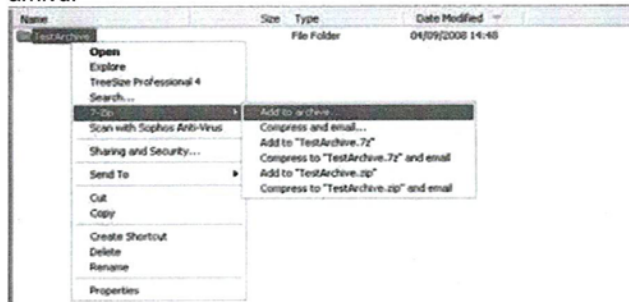 Name Size Type Date Modified
TestArchive File Folder 04/09/2008 14:48
Open
Explore
TreeSize Professional 4
Search...
7-Zip
Scan with Sophos Anti-Virus
Sharing and Security...
Send To
Cut
Copy
Create Shortcut
Delete
Rename
Properties
Add to archive...
Compress and email...
Add to "TestArchive.7z"
Compress to "TestArchive.7z" and email
Add to "TestArchive.zip"
Compress to "TestArchive.zip" and email